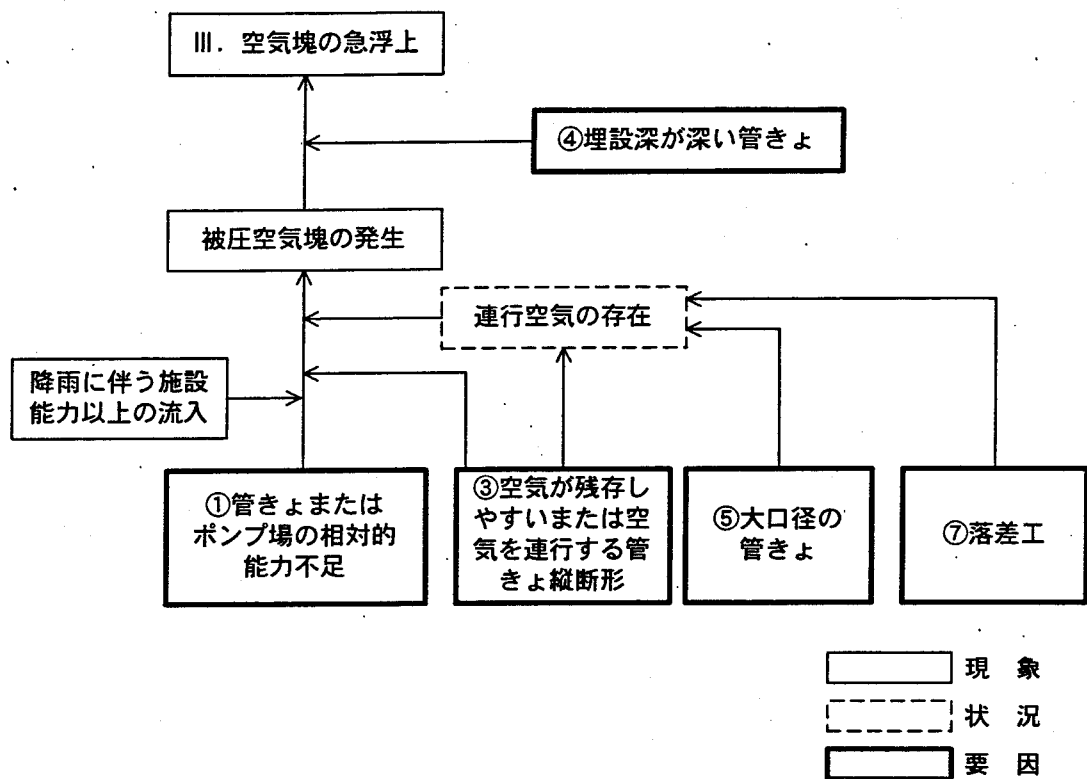 Ⅲ．空気塊の急浮上
④埋設深が深い管きょ
被圧空気塊の発生
連行空気の存在
降雨に伴う施設
能力以上の流入
①管きょまたは
ポンプ場の相対的
能力不足
③空気が残存し
やすいまたは空
気を連行する管
きょ縦断形
⑤大口径の
管きょ
⑦落差工
現　象
状　況
要　因